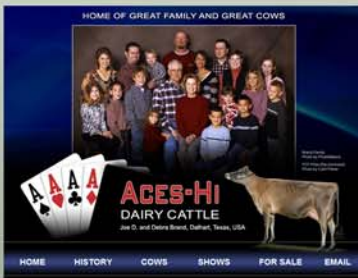 HOME OF GREAT FAMILY AND GREAT COWS
A A A A
ACES-HI
DAIRY CATTLE
Joe D. and Debra Brand, Dalhart, Texas, USA
HOME HISTORY COWS SHOWS FOR SALE EMAIL